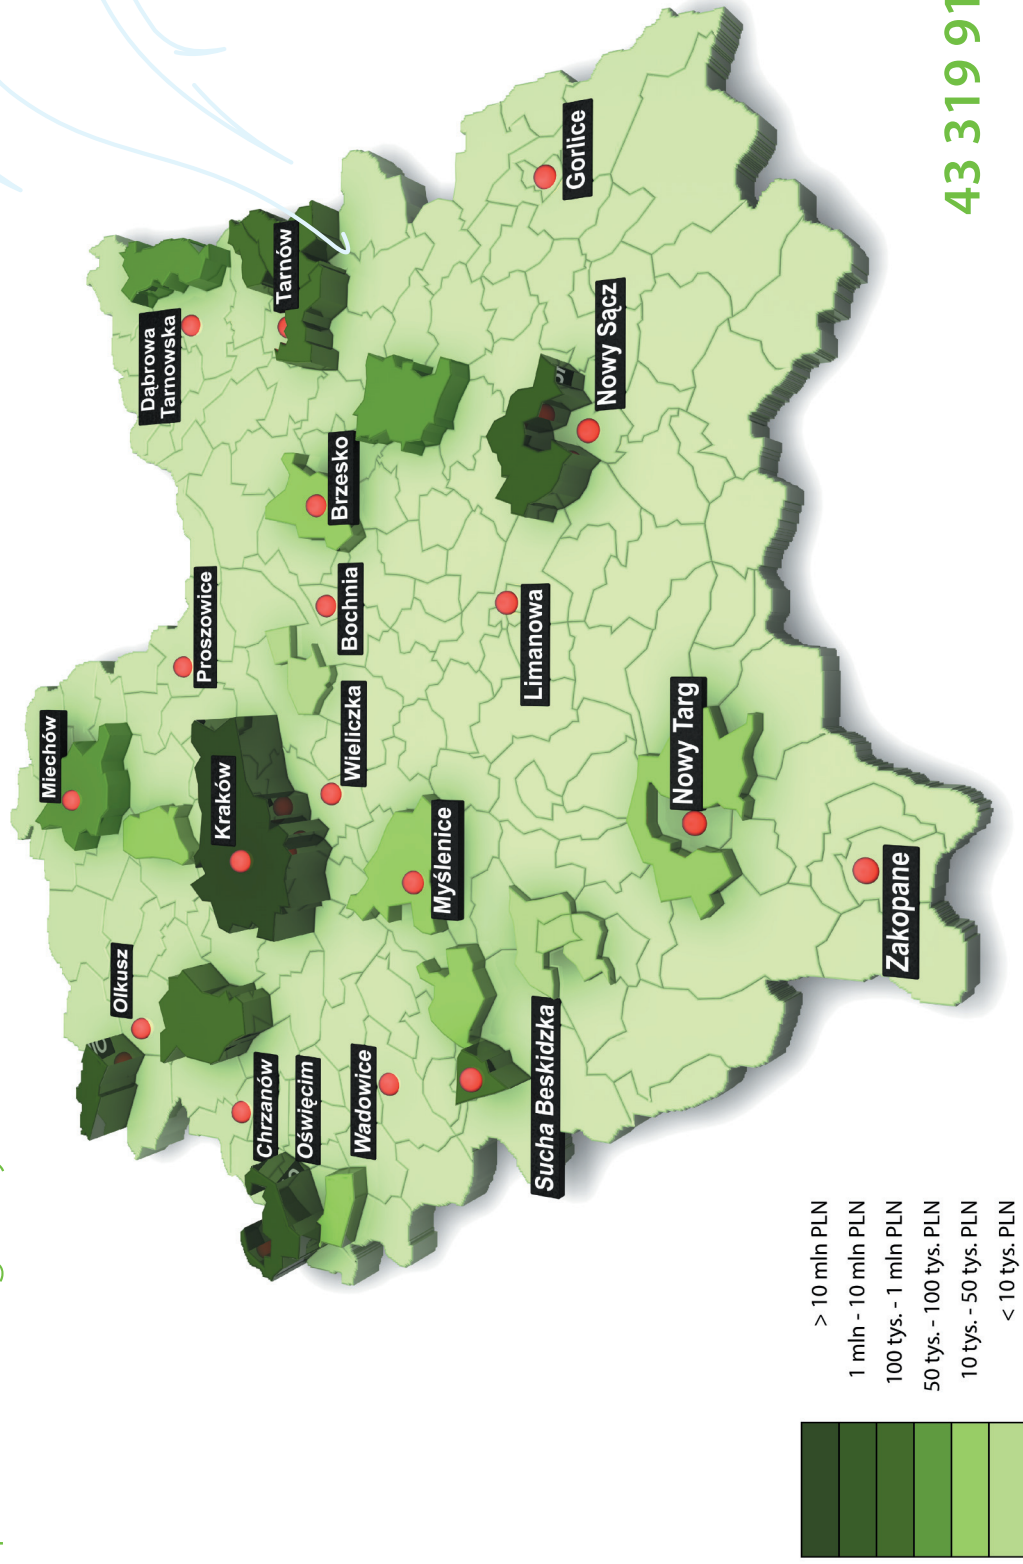 Miechów
Proszowice
Dąbrowa
Tarnowska
Tarnów
Olkusz
Kraków
Wieliczka
Bochnia
Brzesko
Chrzanów
Oświęcim
Wadowice
Myślenice
Limanowa
Nowy Sącz
Gorlice
Sucha Beskidzka
Nowy Targ
Zakopane
> 10 mln PLN
1 mln - 10 mln PLN
100 tys. - 1 mln PLN
50 tys. - 100 tys. PLN
10 tys. - 50 tys. PLN
< 10 tys. PLN
43 319 91